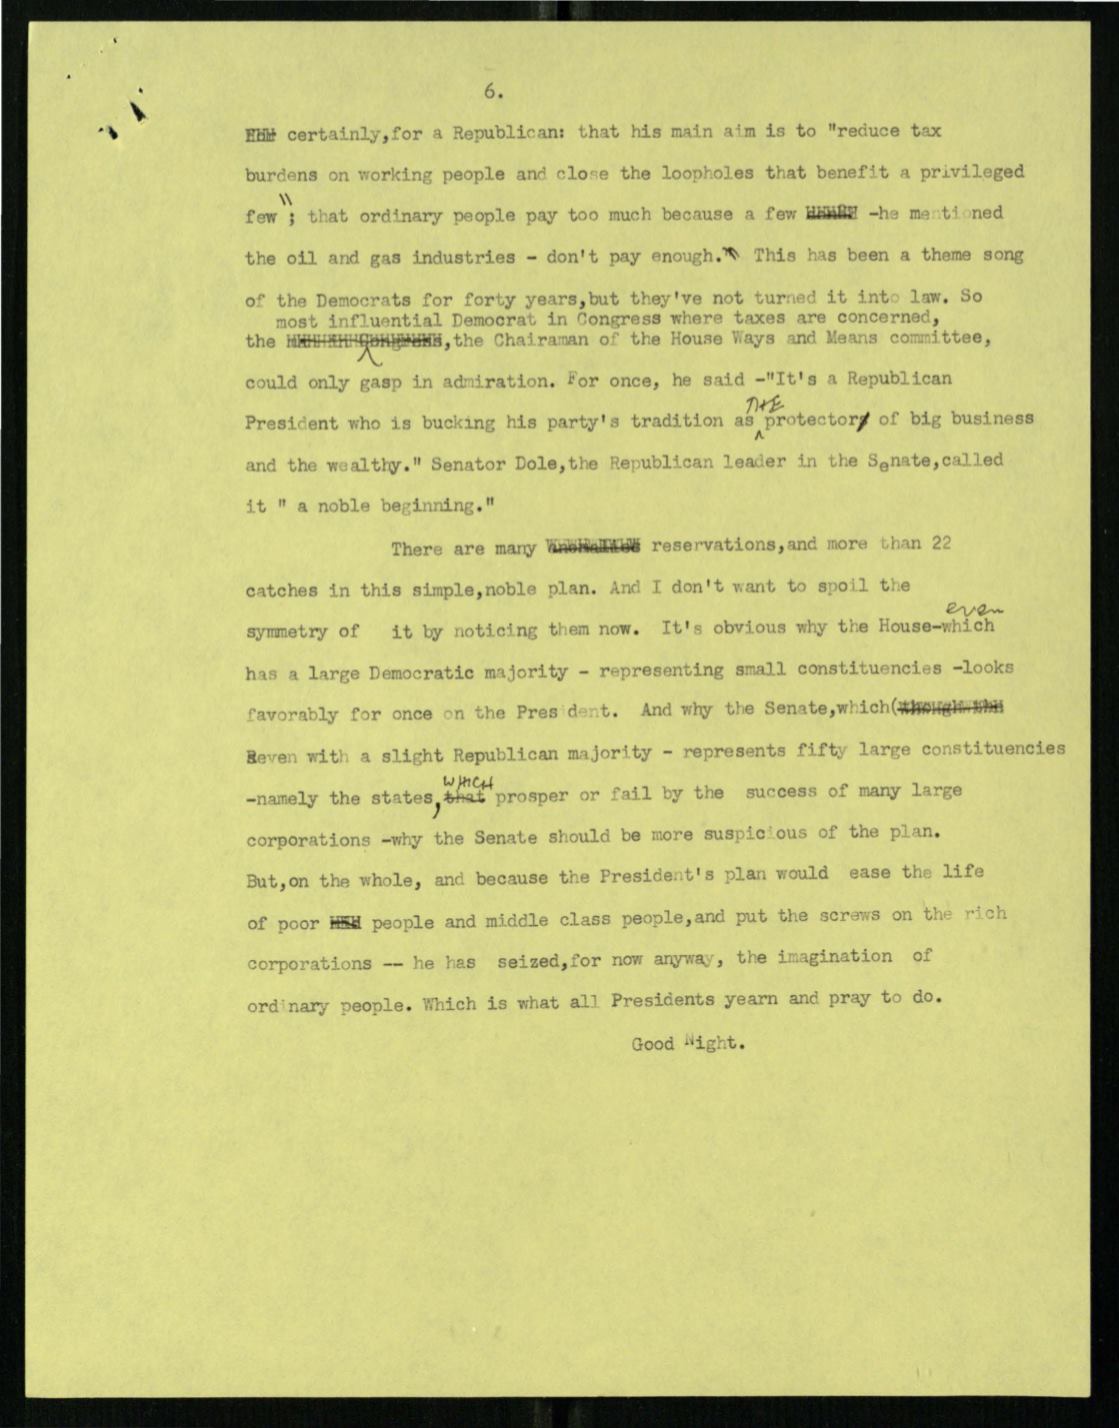 6.
certainly,for a Republican: that his main aim is to "reduce tax
burdens on working people and close the loopholes that benefit a privileged
few"; that ordinary people pay too much because a few -he mentioned
the oil and gas industries - don't pay enough. This has been a theme song
of the Democrats for forty years,but they've not turned it into law. So
most influential Democrat in Congress where taxes are concerned,
the ,the Chairaman of the House Ways and Means committee,
could only gasp in admiration. For once, he said -"It's a Republican
THE
President who is bucking his party's tradition as protector of big business
and the wealthy." Senator Dole,the Republican leader in the Senate,called
it " a noble beginning."
There are many reservations,and more than 22
catches in this simple,noble plan. And I don't want to spoil the
even
symmetry of it by noticing them now. It's obvious why the House-which
has a large Democratic majority - representing small constituencies -looks
favorably for once on the President. And why the Senate,which(
even with a slight Republican majority - represents fifty large constituencies
WHICH
-namely the states, that prosper or fail by the success of many large
corporations -why the Senate should be more suspicious of the plan.
But,on the whole, and because the President's plan would ease the life
of poor people and middle class people,and put the screws on the rich
corporations -- he has seized,for now anyway, the imagination of
ordinary people. Which is what all Presidents yearn and pray to do.
Good Night.